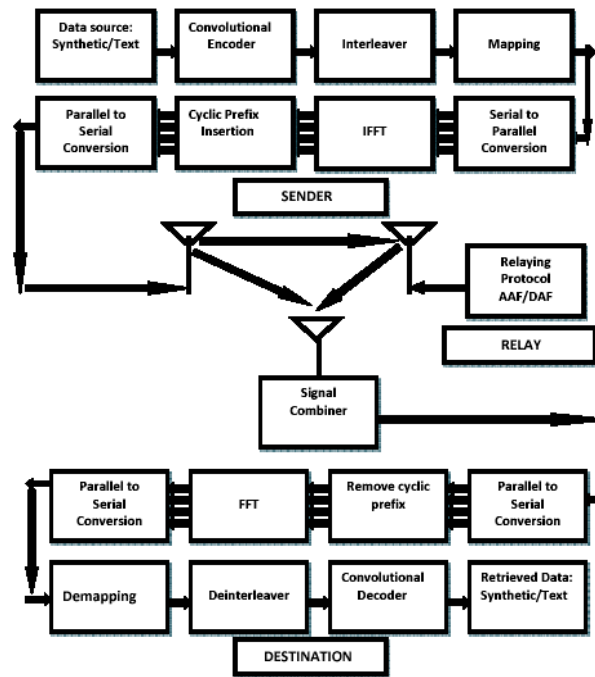 Data source:
Synthetic/Text
Convolutional
Encoder
Interleaver
Mapping
Parallel to
Serial
Conversion
Cyclic Prefix
Insertion
IFFT
Serial to
Parallel
Conversion
SENDER
Relaying
Protocol
AAF/DAF
RELAY
Signal
Combiner
Parallel to
Serial
Conversion
FFT
Remove cyclic
prefix
Parallel to
Serial
Conversion
Demapping
Deinterleaver
Convolutional
Decoder
Retrieved Data:
Synthetic/Text
DESTINATION